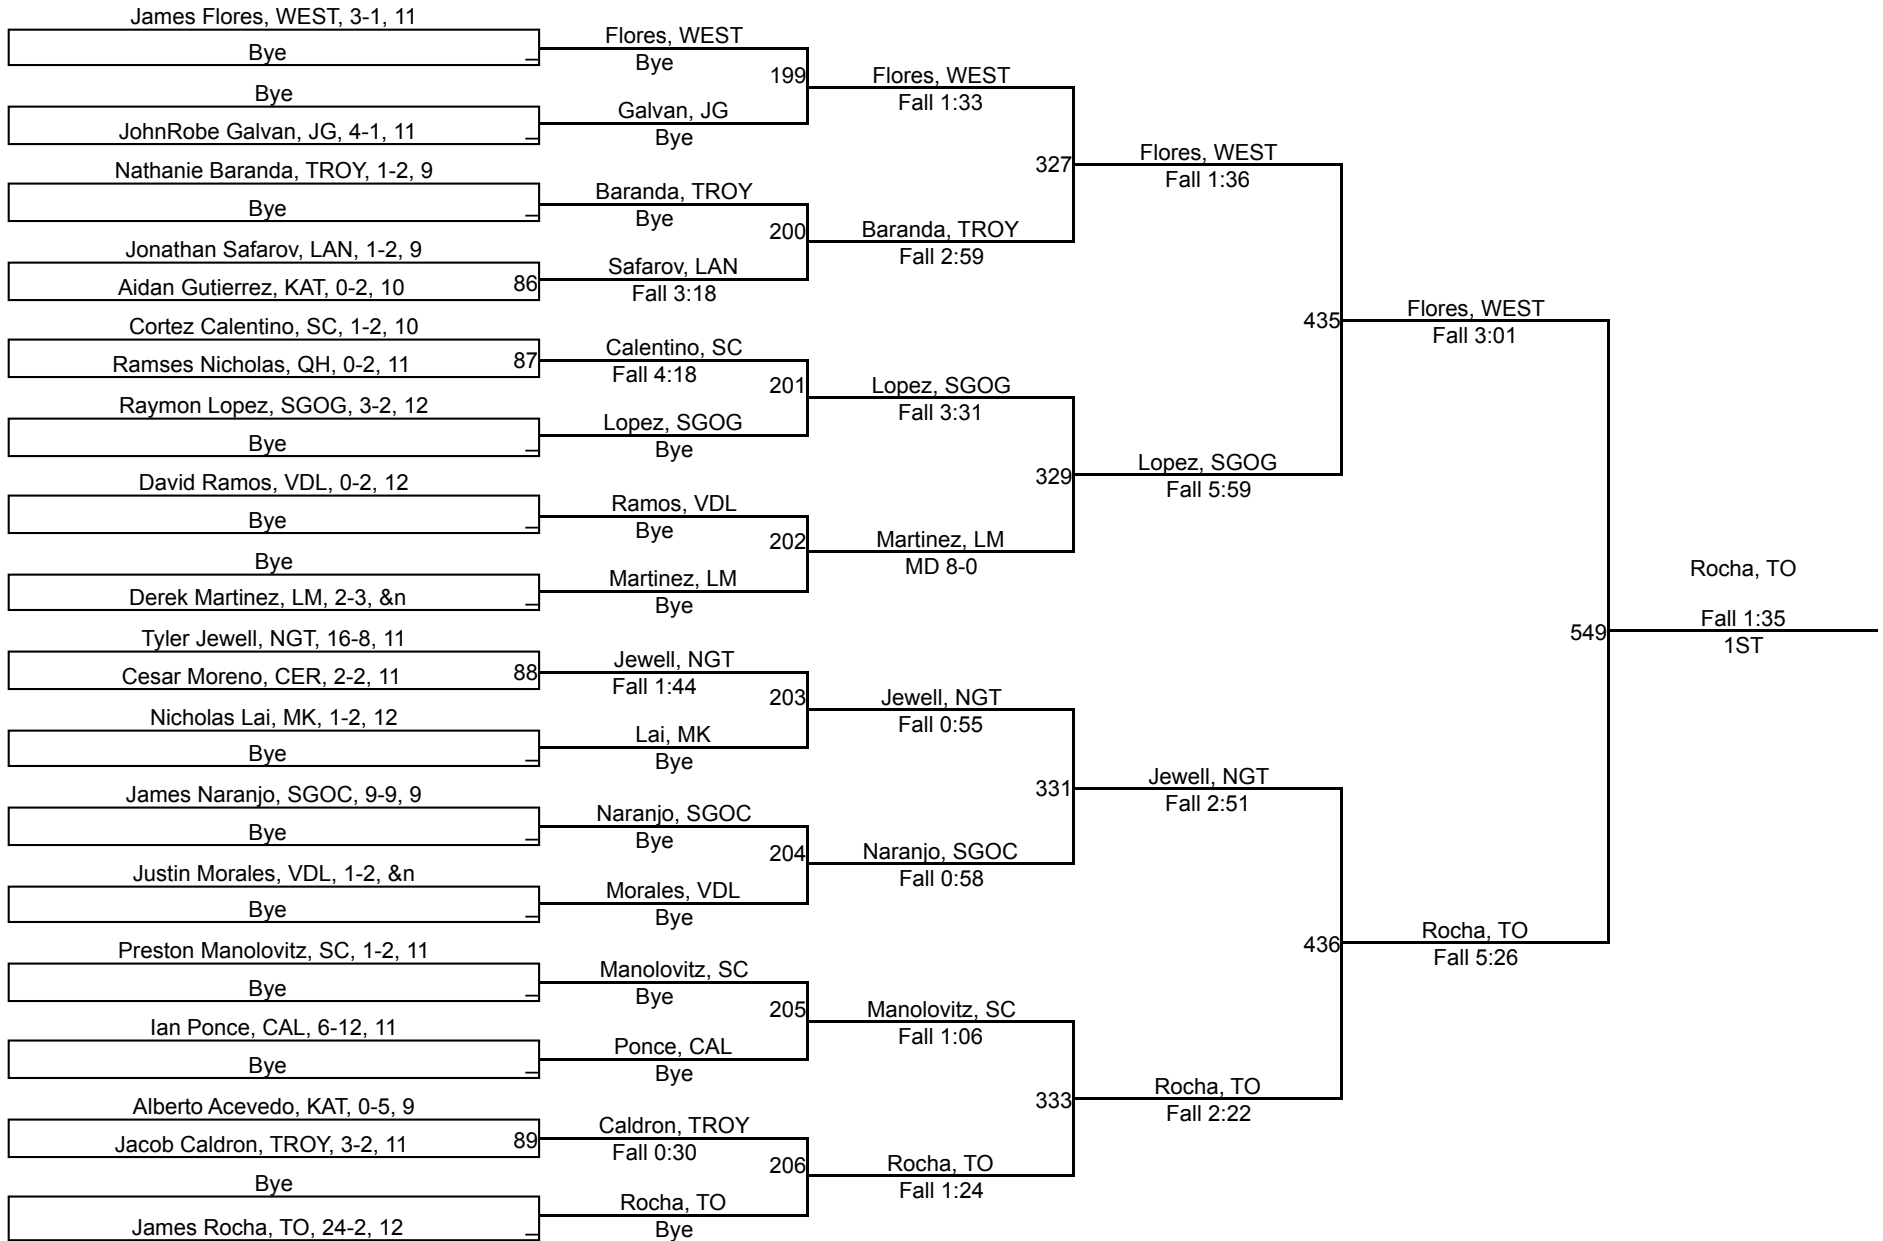 James Flores, WEST, 3-1, 11
Bye
Bye
JohnRobe Galvan, JG, 4-1, 11
Nathanie Baranda, TROY, 1-2, 9
Bye
Jonathan Safarov, LAN, 1-2, 9
Aidan Gutierrez, KAT, 0-2, 10
86
Cortez Calentino, SC, 1-2, 10
Ramses Nicholas, QH, 0-2, 11
87
Raymon Lopez, SGOG, 3-2, 12
Bye
David Ramos, VDL, 0-2, 12
Bye
Bye
Derek Martinez, LM, 2-3, &n
Tyler Jewell, NGT, 16-8, 11
Cesar Moreno, CER, 2-2, 11
88
Nicholas Lai, MK, 1-2, 12
Bye
James Naranjo, SGOC, 9-9, 9
Bye
Justin Morales, VDL, 1-2, &n
Bye
Preston Manolovitz, SC, 1-2, 11
Bye
Ian Ponce, CAL, 6-12, 11
Bye
Alberto Acevedo, KAT, 0-5, 9
Jacob Caldron, TROY, 3-2, 11
89
Bye
James Rocha, TO, 24-2, 12
Flores, WEST
Bye
199
Galvan, JG
Bye
Baranda, TROY
Bye
200
Safarov, LAN
Fall 3:18
Calentino, SC
Fall 4:18
201
Lopez, SGOG
Bye
Ramos, VDL
Bye
202
Martinez, LM
Bye
Jewell, NGT
Fall 1:44
203
Lai, MK
Bye
Naranjo, SGOC
Bye
204
Morales, VDL
Bye
Manolovitz, SC
Bye
205
Ponce, CAL
Bye
Caldron, TROY
Fall 0:30
206
Rocha, TO
Bye
Flores, WEST
Fall 1:33
327
Baranda, TROY
Fall 2:59
Lopez, SGOG
Fall 3:31
329
Martinez, LM
MD 8-0
Jewell, NGT
Fall 0:55
331
Naranjo, SGOC
Fall 0:58
Manolovitz, SC
Fall 1:06
333
Rocha, TO
Fall 1:24
Flores, WEST
Fall 1:36
435
Lopez, SGOG
Fall 5:59
Jewell, NGT
Fall 2:51
436
Rocha, TO
Fall 2:22
Flores, WEST
Fall 3:01
549
Rocha, TO
Fall 5:26
Rocha, TO
Fall 1:35
1ST